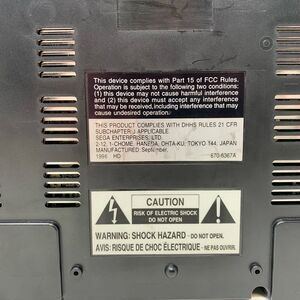 This device complies with Part 15 of FCC Rules.
Operation is subject to the following two conditions:
(1) this device may not cause harmful interference
and (2) this device must accept any interference
that may be received,including interference that may
cause undesired operation.
THIS PRODUCT COMPLIES WITH DHHS RULES 21 CFR
SUBCHAPTER J APPLICABLE
SEGA ENTERPRISES, LTD.
2-12, 1-CHOME, HANEDA, OHTA-KU, TOKYO 144, JAPAN
MANUFACTURED: September,
1996 HD 670-6367A
CAUTION
RISK OF ELECTRIC SHOCK
DO NOT OPEN
WARNING: SHOCK HAZARD - DO NOT OPEN.
AVIS: RISQUE DE CHOC ÉLECTRIQUE - NE PAS OUVRIR.